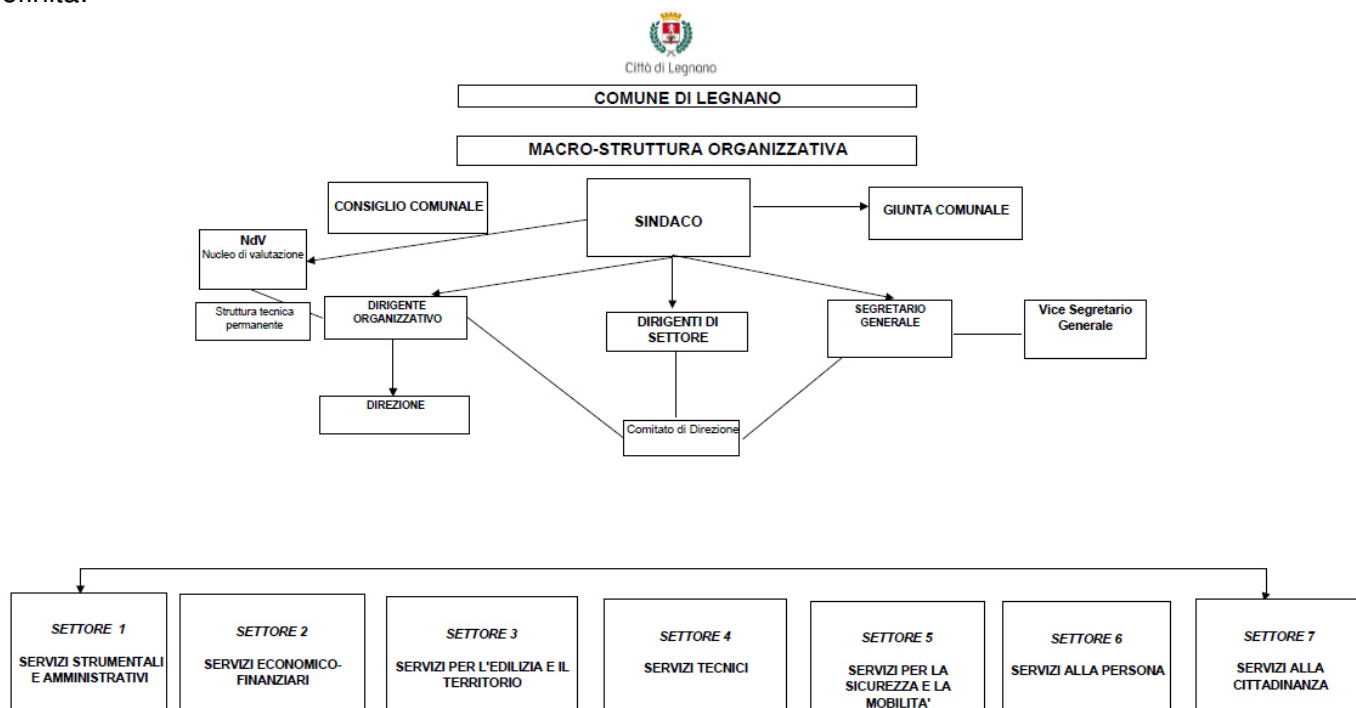 Città di Legnano
COMUNE DI LEGNANO
MACRO-STRUTTURA ORGANIZZATIVA
CONSIGLIO COMUNALE
SINDACO
GIUNTA COMUNALE
NdV
Nucleo di valutazione
Struttura tecnica
permanente
DIRIGENTE
ORGANIZZATIVO
DIRIGENTI DI
SETTORE
SEGRETARIO
GENERALE
Vice Segretario
Generale
DIREZIONE
Comitato di Direzione
SETTORE 1
SERVIZI STRUMENTALI
E AMMINISTRATIVI
SETTORE 2
SERVIZI ECONOMICO-
FINANZIARI
SETTORE 3
SERVIZI PER L'EDILIZIA E IL
TERRITORIO
SETTORE 4
SERVIZI TECNICI
SETTORE 5
SERVIZI PER LA
SICUREZZA E LA
MOBILITA'
SETTORE 6
SERVIZI ALLA PERSONA
SETTORE 7
SERVIZI ALLA
CITTADINANZA